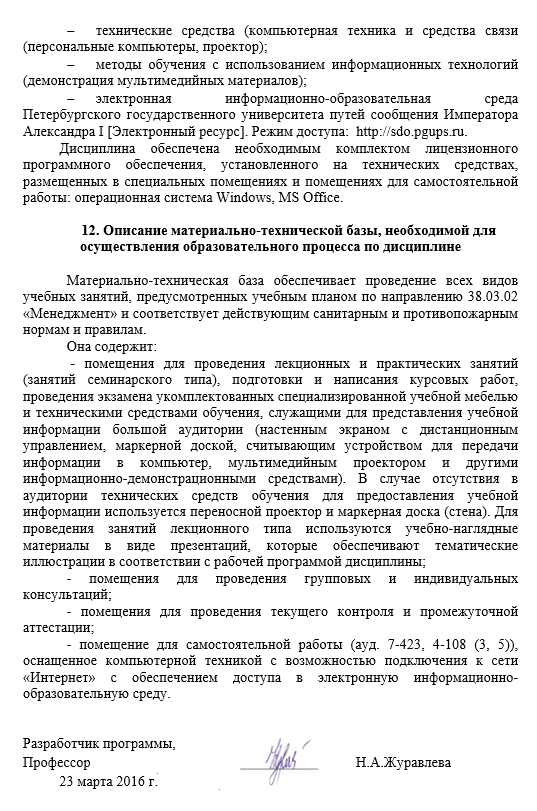 – технические средства (компьютерная техника и средства связи
(персональные компьютеры, проектор);
– методы обучения с использованием информационных технологий
(демонстрация мультимедийных материалов);
– электронная информационно-образовательная среда
Петербургского государственного университета путей сообщения Императора
Александра I [Электронный ресурс]. Режим доступа: http://sdo.pgups.ru.
Дисциплина обеспечена необходимым комплектом лицензионного
программного обеспечения, установленного на технических средствах,
размещенных в специальных помещениях и помещениях для самостоятельной
работы: операционная система Windows, MS Office.
12. Описание материально-технической базы, необходимой для
осуществления образовательного процесса по дисциплине
Материально-техническая база обеспечивает проведение всех видов
учебных занятий, предусмотренных учебным планом по направлению 38.03.02
«Менеджмент» и соответствует действующим санитарным и противопожарным
нормам и правилам.
Она содержит:
- помещения для проведения лекционных и практических занятий
(занятий семинарского типа), подготовки и написания курсовых работ,
проведения экзамена укомплектованных специализированной учебной мебелью
и техническими средствами обучения, служащими для представления учебной
информации большой аудитории (настенным экраном с дистанционным
управлением, маркерной доской, считывающим устройством для передачи
информации в компьютер, мультимедийным проектором и другими
информационно-демонстрационными средствами). В случае отсутствия в
аудитории технических средств обучения для предоставления учебной
информации используется переносной проектор и маркерная доска (стена). Для
проведения занятий лекционного типа используются учебно-наглядные
материалы в виде презентаций, которые обеспечивают тематические
иллюстрации в соответствии с рабочей программой дисциплины;
- помещения для проведения групповых и индивидуальных
консультаций;
- помещения для проведения текущего контроля и промежуточной
аттестации;
- помещение для самостоятельной работы (ауд. 7-423, 4-108 (3, 5)),
оснащенное компьютерной техникой с возможностью подключения к сети
«Интернет» с обеспечением доступа в электронную информационно-
образовательную среду.
Разработчик программы,
Профессор Н.А.Журавлева
23 марта 2016 г.